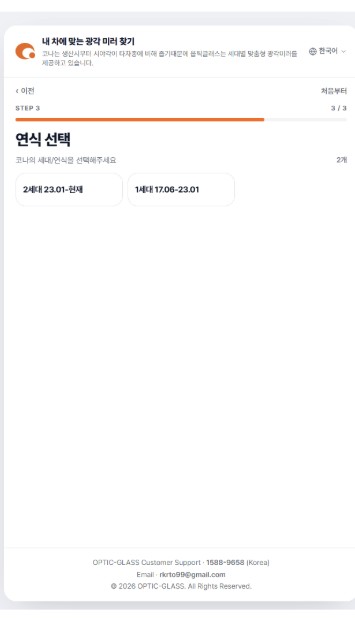 내 차에 맞는 광각 미러 찾기
코나는 생산시부터 시야각이 타차종에 비해 좁기때문에 옵틱글라스는 세대별 맞춤형 광각미러를
제공하고 있습니다.
한국어
‹ 이전
처음부터
STEP 3
3 / 3
연식 선택
코나의 세대/연식을 선택해주세요
2개
2세대 23.01-현재
1세대 17.06-23.01
OPTIC-GLASS Customer Support · 1588-9658 (Korea)
Email · rkrto99@gmail.com
© 2026 OPTIC-GLASS. All Rights Reserved.